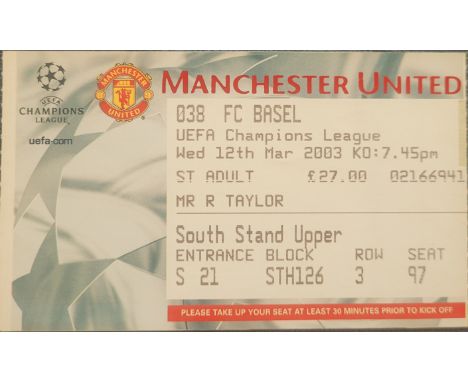 UEFA
CHAMPIONS
LEAGUE
uefa.com
MANCHESTER
UNITED
MANCHESTER UNITED
038 FC BASEL
UEFA Champions League
Wed 12th Mar 2003 KO:7.45pm
ST ADULT £27.00 02166941
MR R TAYLOR
South Stand Upper
ENTRANCE BLOCK ROW SEAT
S 21 STH126 3 97
PLEASE TAKE UP YOUR SEAT AT LEAST 30 MINUTES PRIOR TO KICK OFF